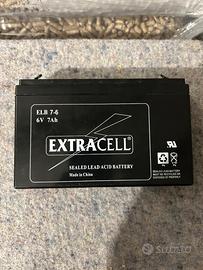 ELB 7-6
6V 7Ah
EXTRACELL
SEALED LEAD ACID BATTERY
Made in China
Subito